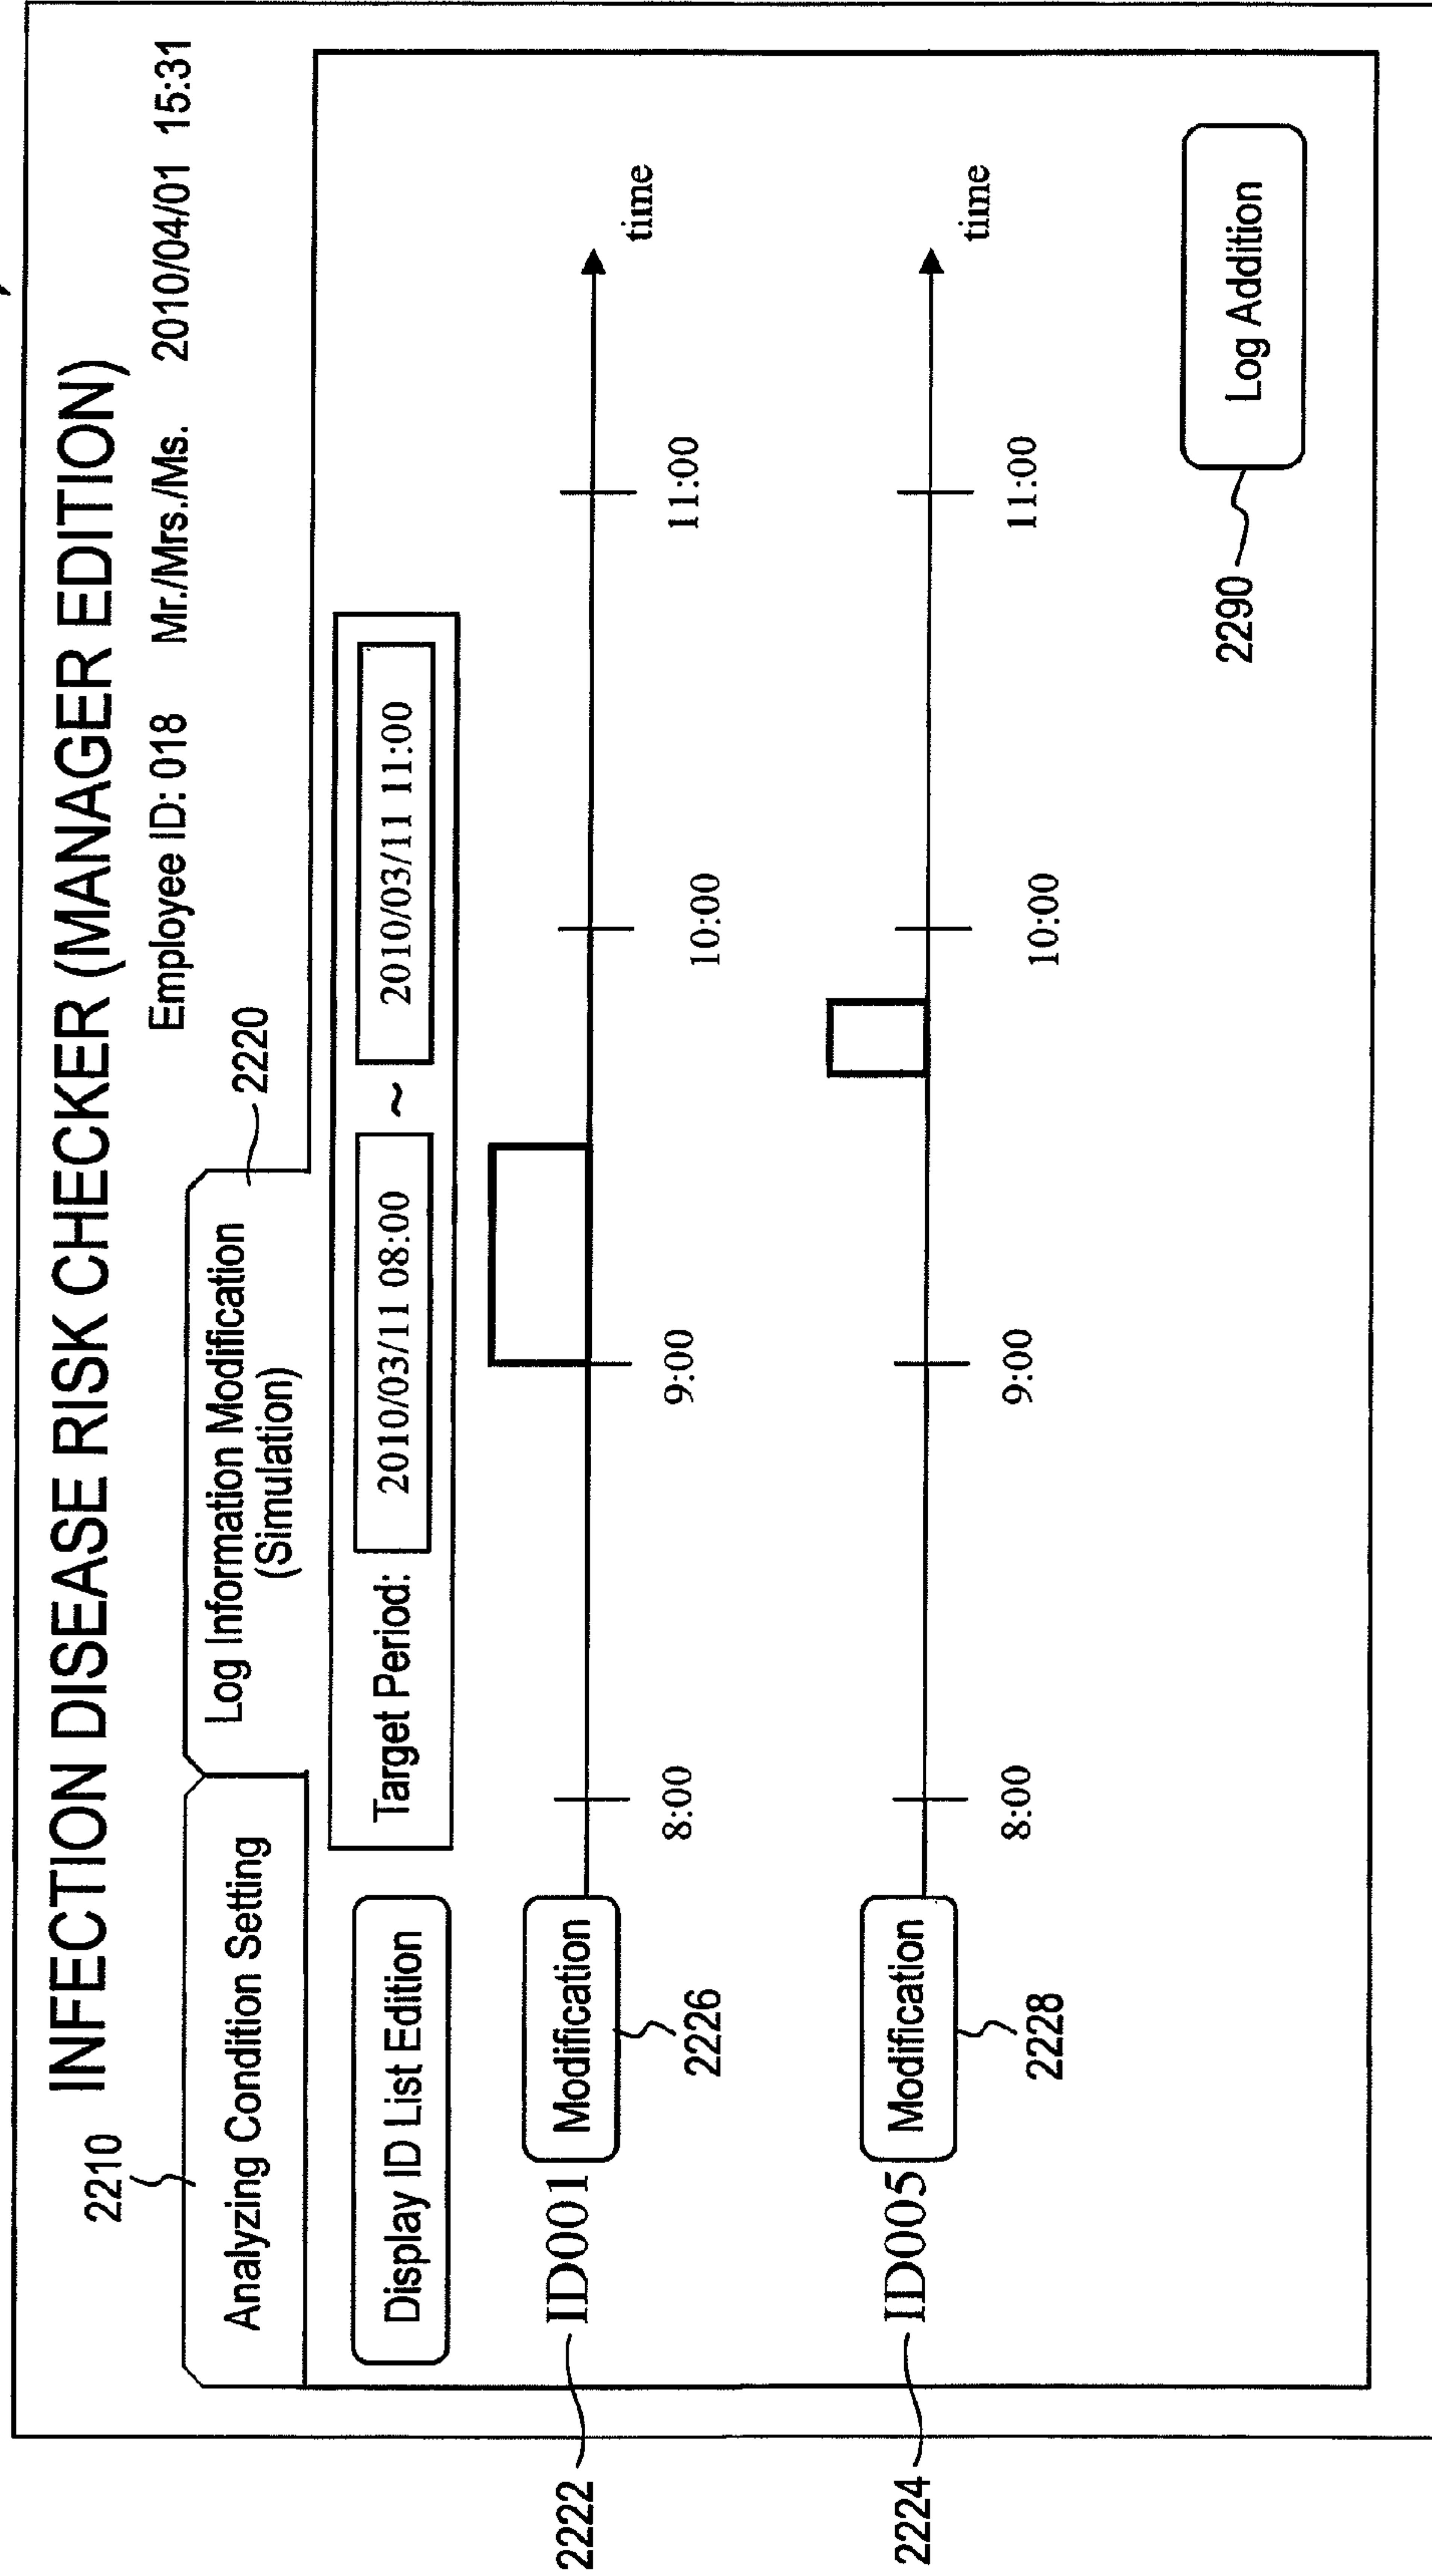 INFECTION DISEASE RISK CHECKER (MANAGER EDITION)
Employee ID: 018 Mr./Mrs./Ms. 2010/04/01 15:31
2210
2220
Analyzing Condition Setting
Log Information Modification
(Simulation)
Display ID List Edition
Target Period: 2010/03/11 08:00 ~ 2010/03/11 11:00
2222
ID001
Modification
2226
8:00 9:00 10:00 11:00
time
2224
ID005
Modification
2228
8:00 9:00 10:00 11:00
time
2290
Log Addition